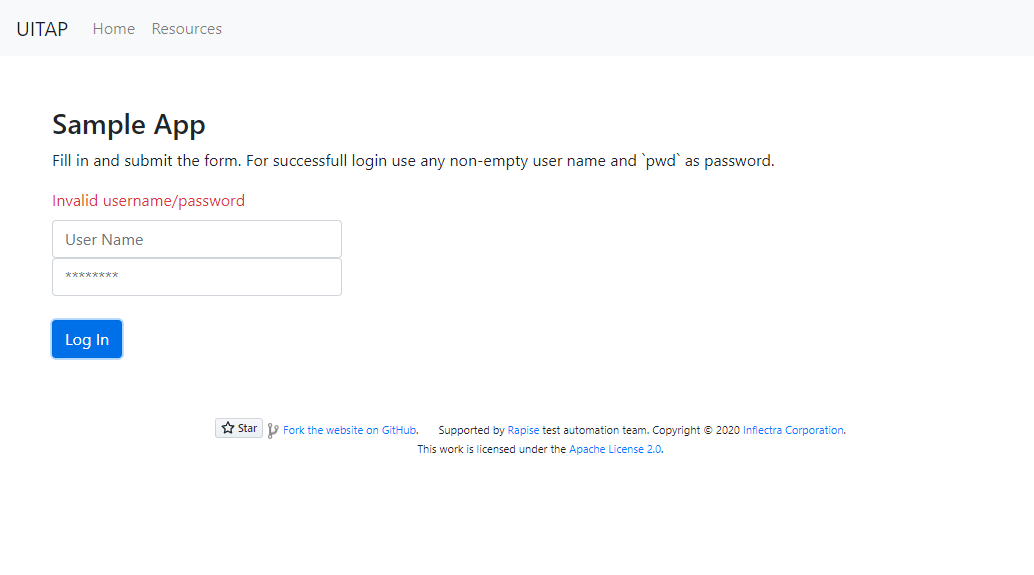 UITAP Home Resources
Sample App
Fill in and submit the form. For successfull login use any non-empty user name and `pwd` as password.
Invalid username/password
User Name
********
Log In
Star Fork the website on GitHub. Supported by Rapise test automation team. Copyright © 2020 Inflectra Corporation.
This work is licensed under the Apache License 2.0.